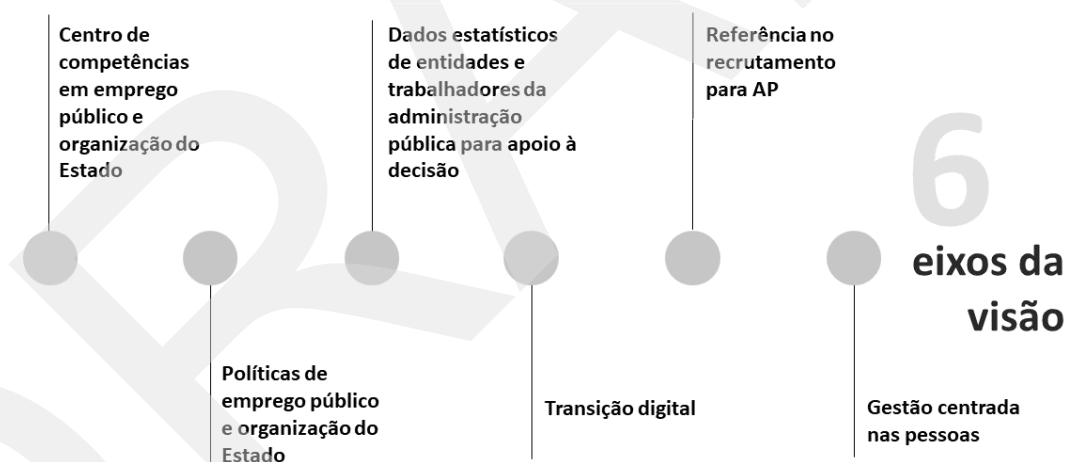 Centro de
competências
em emprego
público e
organização do
Estado
Dados estatísticos
de entidades e
trabalhadores da
administração
pública para apoio à
decisão
Referência no
recrutamento
para AP
6
eixos da
visão
Políticas de
emprego público
e organização do
Estado
Transição digital
Gestão centrada
nas pessoas